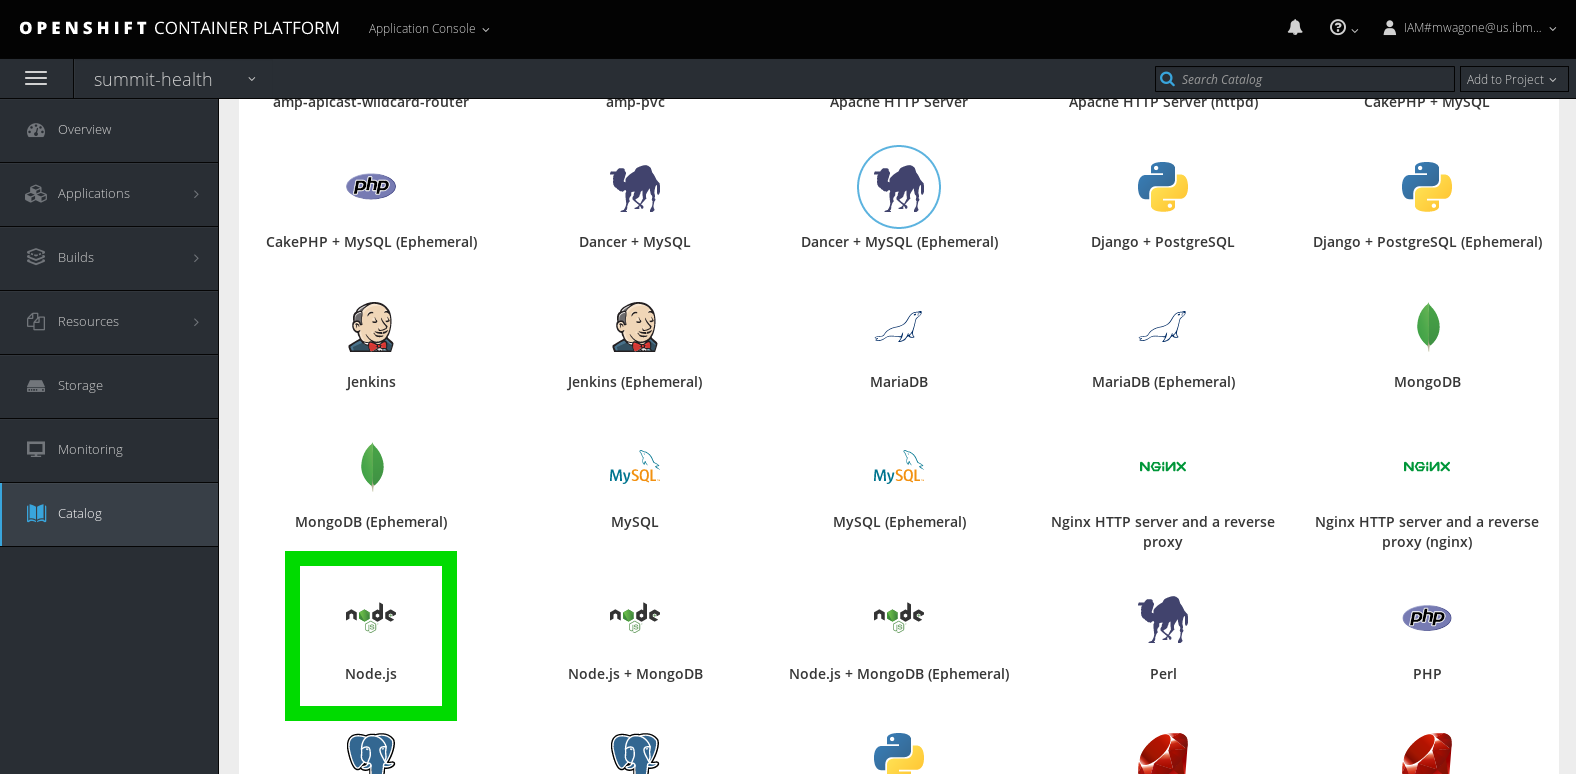 OPENSHIFT CONTAINER PLATFORM Application Console IAM#mwagone@us.ibm...
summit-health Search Catalog Add to Project
amp-apicast-wildcard-router amp-pvc Apache HTTP Server Apache HTTP Server (httpd) CakePHP + MySQL
Overview
Applications
Builds
Resources
Storage
Monitoring
Catalog
php
CakePHP + MySQL (Ephemeral) Dancer + MySQL Dancer + MySQL (Ephemeral) Django + PostgreSQL Django + PostgreSQL (Ephemeral)
Jenkins Jenkins (Ephemeral) MariaDB MariaDB (Ephemeral) MongoDB
MySQL MySQL NGINX NGINX
MongoDB (Ephemeral) MySQL MySQL (Ephemeral) Nginx HTTP server and a reverse proxy Nginx HTTP server and a reverse proxy (nginx)
node JS node JS node JS php
Node.js Node.js + MongoDB Node.js + MongoDB (Ephemeral) Perl PHP